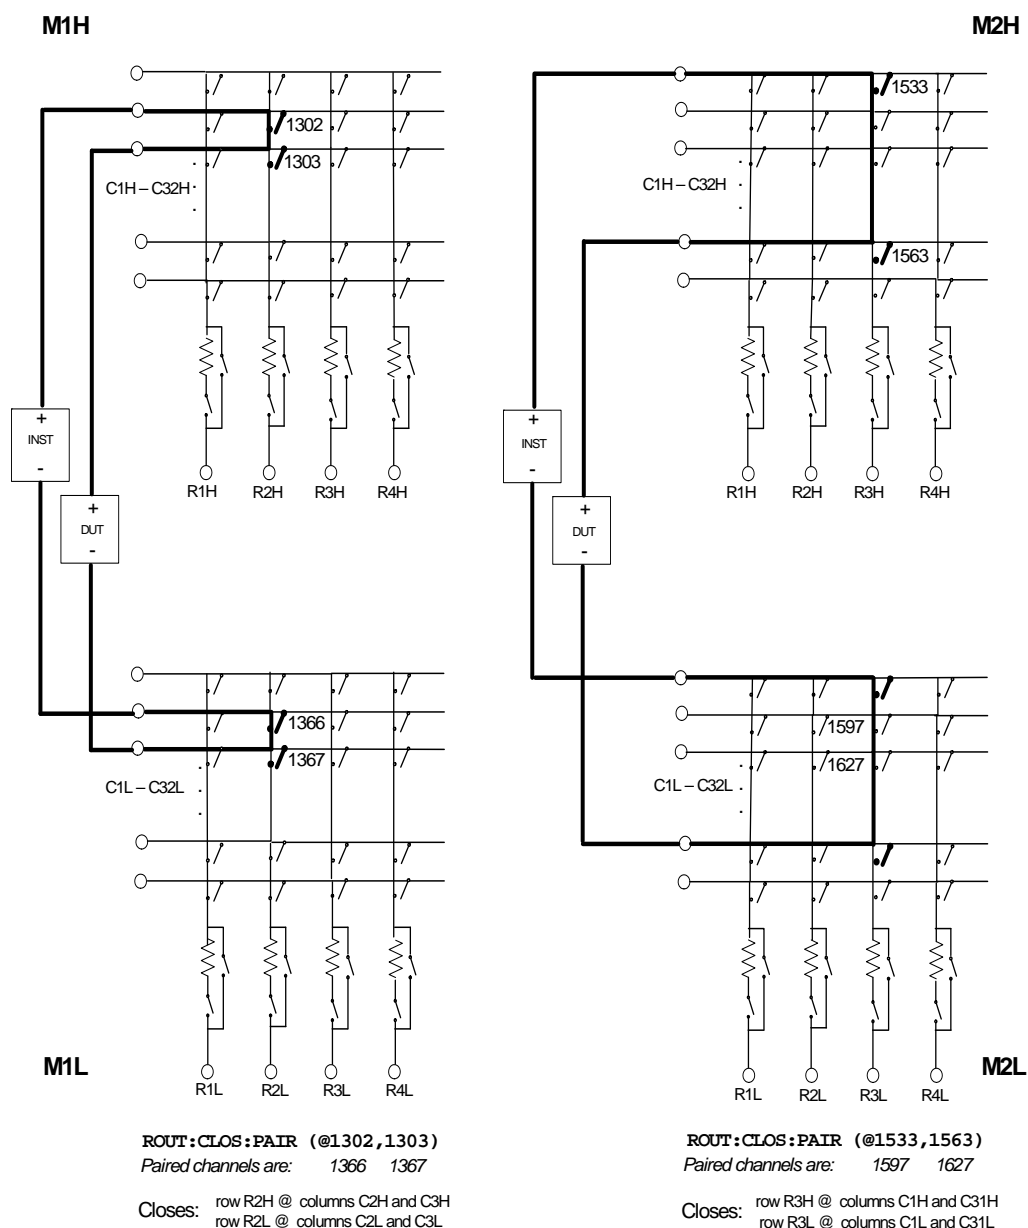 M1H
M2H
1302
1303
C1H – C32H
1533
C1H – C32H
1563
+
INST
-
R1H R2H R3H R4H
+
DUT
-
+
INST
-
R1H R2H R3H R4H
+
DUT
-
1366
1367
C1L – C32L
1597
1627
C1L – C32L
M1L
R1L R2L R3L R4L
R1L R2L R3L R4L
M2L
ROUT:CLOS:PAIR (@1302,1303)
Paired channels are: 1366 1367
Closes: row R2H @ columns C2H and C3H
row R2L @ columns C2L and C3L
ROUT:CLOS:PAIR (@1533,1563)
Paired channels are: 1597 1627
Closes: row R3H @ columns C1H and C31H
row R3L @ columns C1L and C31L